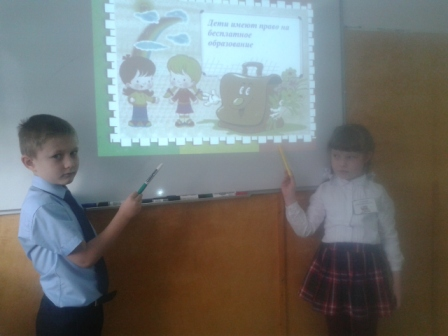 Дети имеют право на
бесплатное
образование